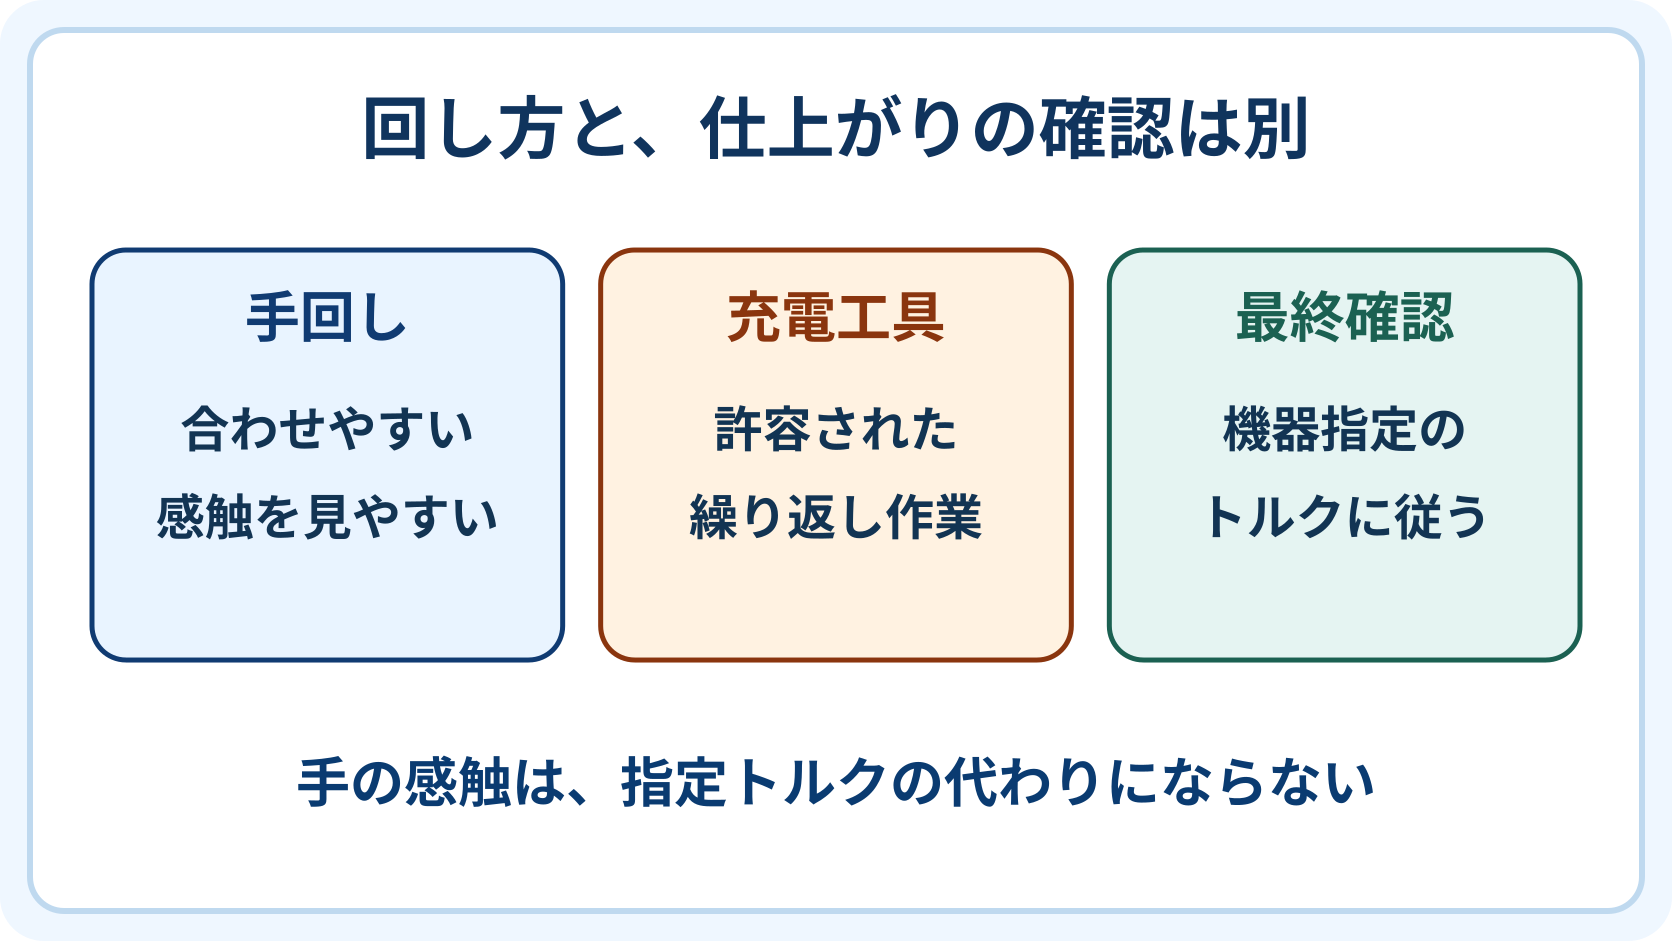 回し方と、仕上がりの確認は別
手回し
合わせやすい
感触を見やすい
充電工具
許容された
繰り返し作業
最終確認
機器指定の
トルクに従う
手の感触は、指定トルクの代わりにならない